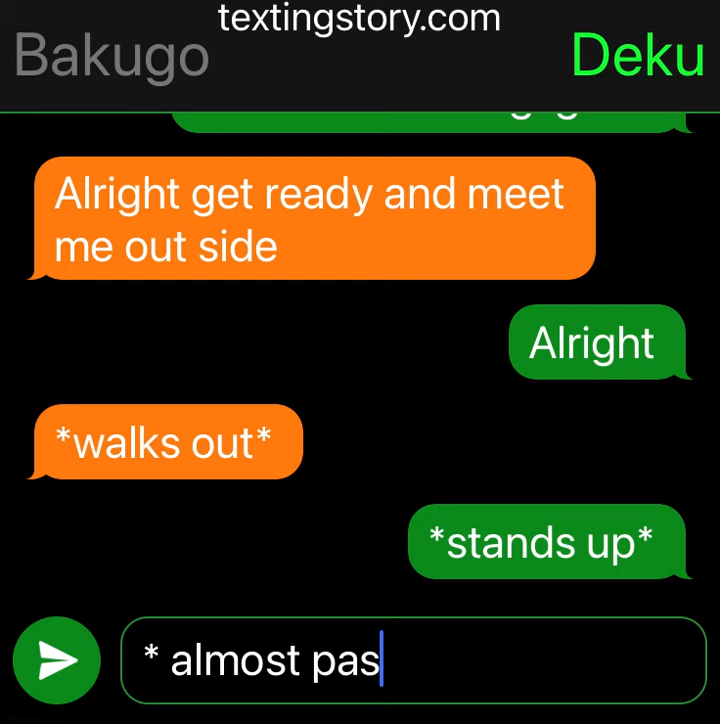 textingstory.com
Bakugo
Deku
Alright get ready and meet
me out side
Alright
*walks out*
*stands up*
* almost pas